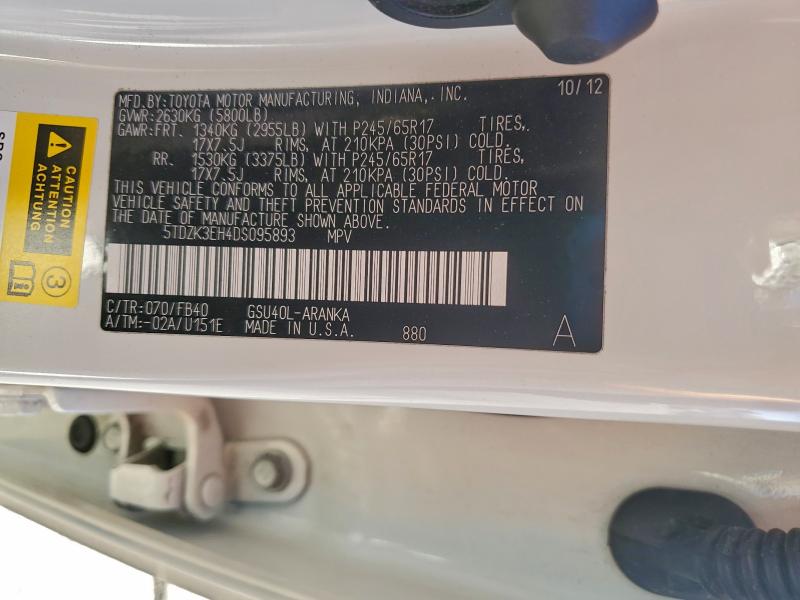 MFD.BY:TOYOTA MOTOR MANUFACTURING, INDIANA,. INC. 10/12
GVWR:2630KG (5800LB)
GAWR:FRT. 1340KG (2955LB) WITH P245/65R17 TIRES,
17X7.5J RIMS, AT 210KPA (30PSI) COLD.
RR. 1530KG (3375LB) WITH P245/65R17 TIRES,
17X7.5J RIMS, AT 210KPA (30PSI) COLD.
THIS VEHICLE CONFORMS TO ALL APPLICABLE FEDERAL MOTOR
VEHICLE SAFETY AND THEFT PREVENTION STANDARDS IN EFFECT ON
THE DATE OF MANUFACTURE SHOWN ABOVE.
5TDZK3EH4DS095893 MPV
C/TR:070/FB40 GSU40L-ARANKA
A/TM:-02A/U151E MADE IN U.S.A. 880 A
CAUTION
ATTENTION
ACHTUNG
3